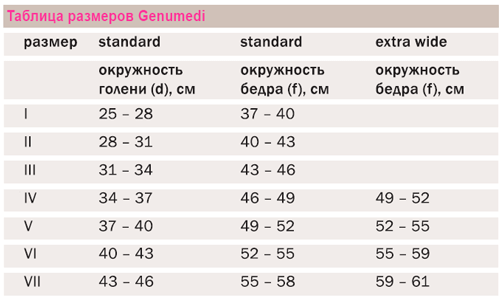 Таблица размеров Genumedi
размер standard standard extra wide
окружность голени (d), см окружность бедра (f), см окружность бедра (f), см
I 25 – 28 37 – 40
II 28 – 31 40 – 43
III 31 – 34 43 – 46
IV 34 – 37 46 – 49 49 – 52
V 37 – 40 49 – 52 52 – 55
VI 40 – 43 52 – 55 55 – 59
VII 43 – 46 55 – 58 59 – 61